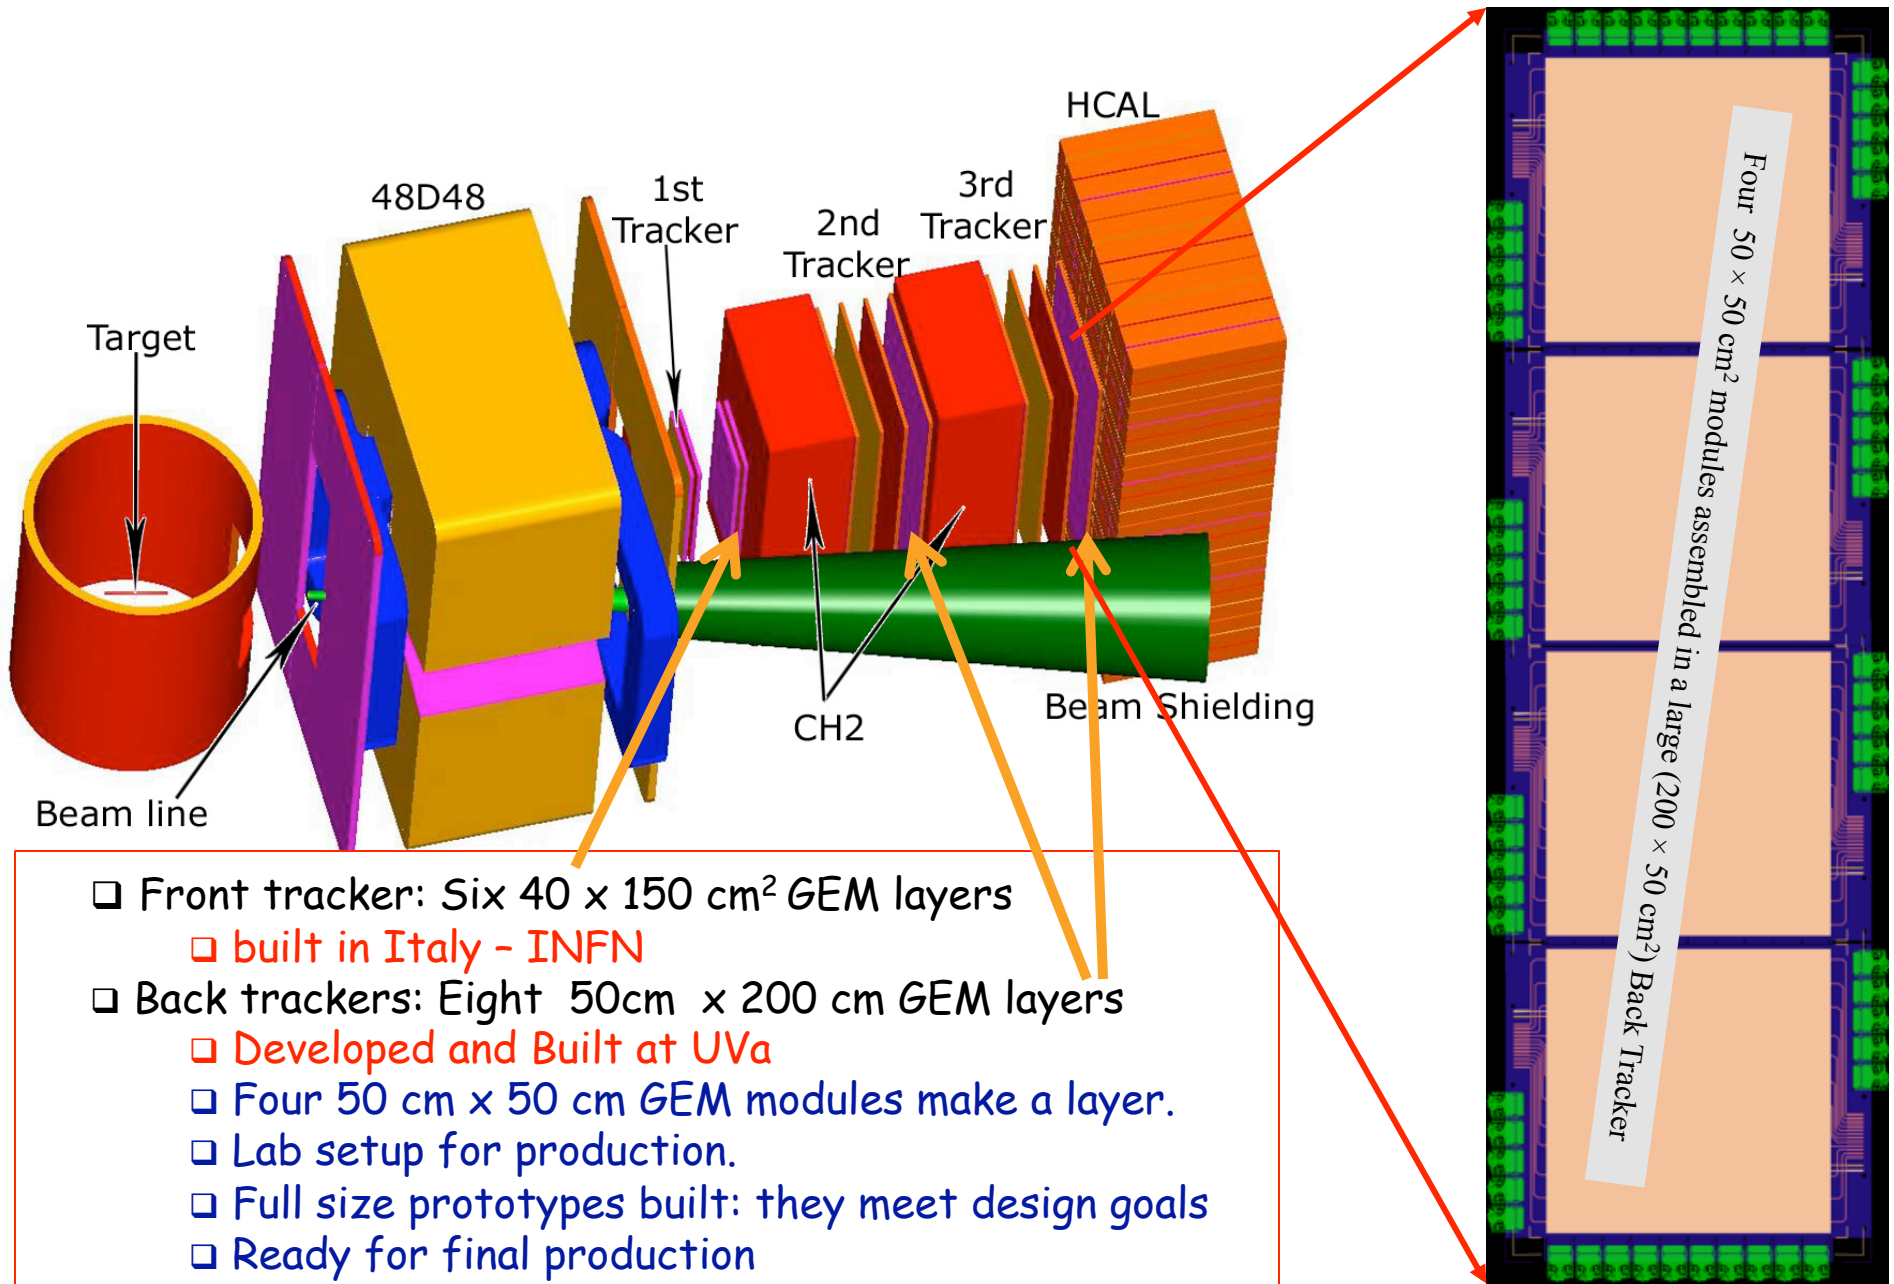 HCAL
48D48
1st
Tracker
2nd
Tracker
3rd
Tracker
Target
Beam line
CH2
Beam Shielding
❑ Front tracker: Six 40 x 150 cm² GEM layers
❑ built in Italy – INFN
❑ Back trackers: Eight 50cm x 200 cm GEM layers
❑ Developed and Built at UVa
❑ Four 50 cm x 50 cm GEM modules make a layer.
❑ Lab setup for production.
❑ Full size prototypes built: they meet design goals
❑ Ready for final production
Four 50 × 50 cm² modules assembled in a large (200 × 50 cm²) Back Tracker